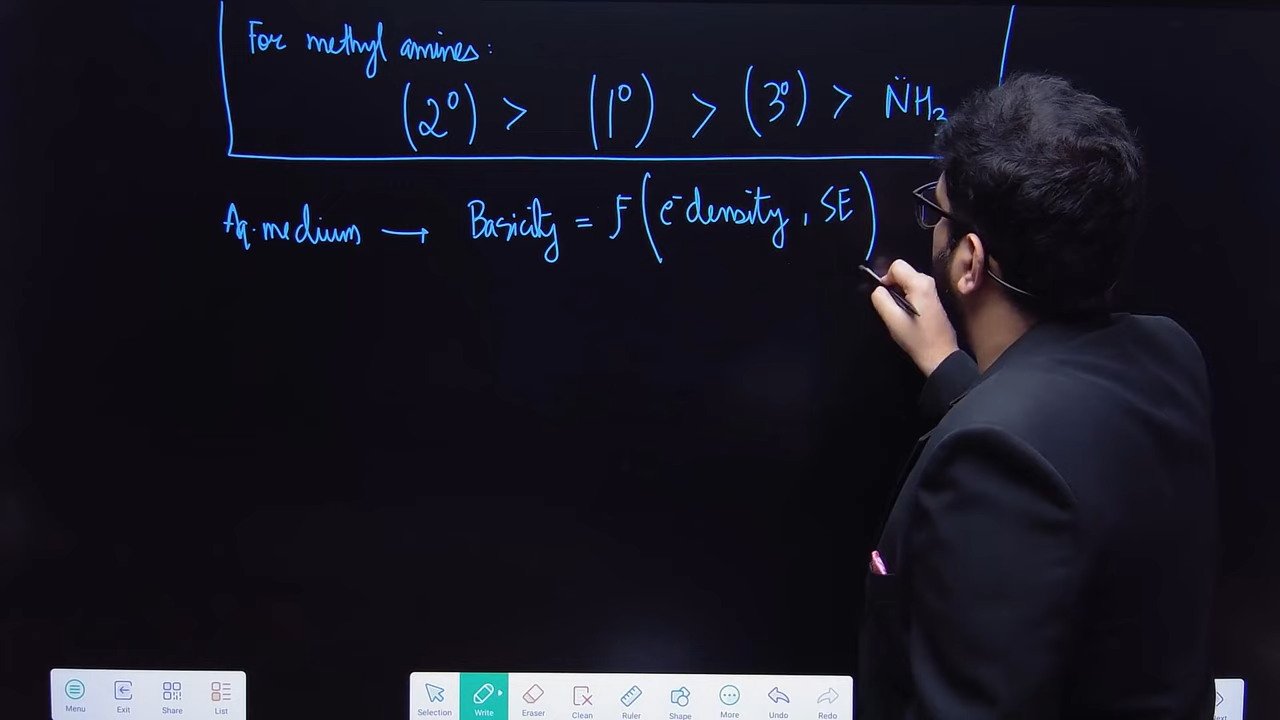 For methyl amines:
(2°) > (1°) > (3°) > N̈H₃
Aq. medium → Basicity = f(e⁻density, SE)
Menu Exit Share List Selection Write Eraser Clean Ruler Shape More Undo Redo